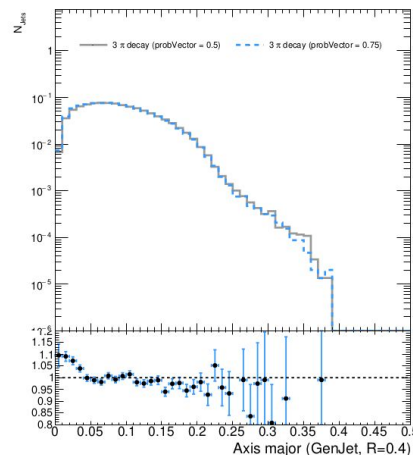 N_Jets
3 π decay (probVector = 0.5)
3 π decay (probVector = 0.75)
1
10⁻¹
10⁻²
10⁻³
10⁻⁴
10⁻⁵
1.15
1.1
1.05
1
0.95
0.9
0.85
0.8
0 0.05 0.1 0.15 0.2 0.25 0.3 0.35 0.4 0.45
Axis major (GenJet, R=0.4)